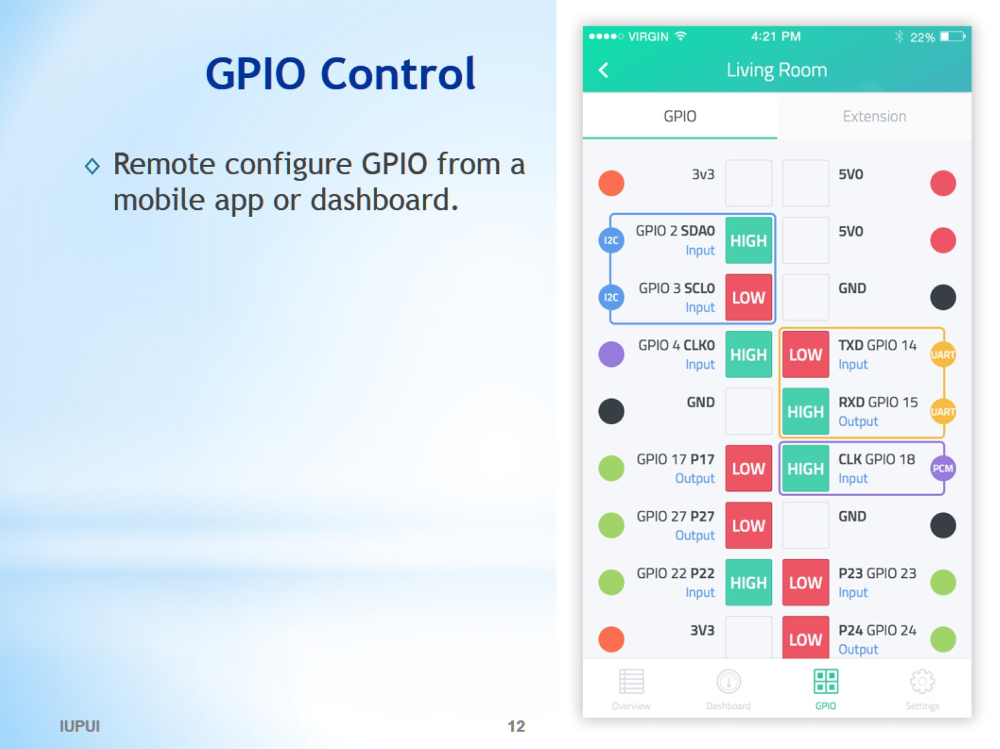 GPIO Control
Remote configure GPIO from a
mobile app or dashboard.
IUPUI
12
VIRGIN 4:21 PM 22%
Living Room
GPIO Extension
3v3 5V0
I2C GPIO 2 SDA0 HIGH 5V0
Input
I2C GPIO 3 SCL0 LOW GND
Input
GPIO 4 CLK0 HIGH LOW TXD GPIO 14 UART
Input Input
GND HIGH RXD GPIO 15 UART
Output
GPIO 17 P17 LOW HIGH CLK GPIO 18 PCM
Output Input
GPIO 27 P27 LOW GND
Output
GPIO 22 P22 HIGH LOW P23 GPIO 23
Input Input
3V3 LOW P24 GPIO 24
Output
Overview Dashboard GPIO Settings